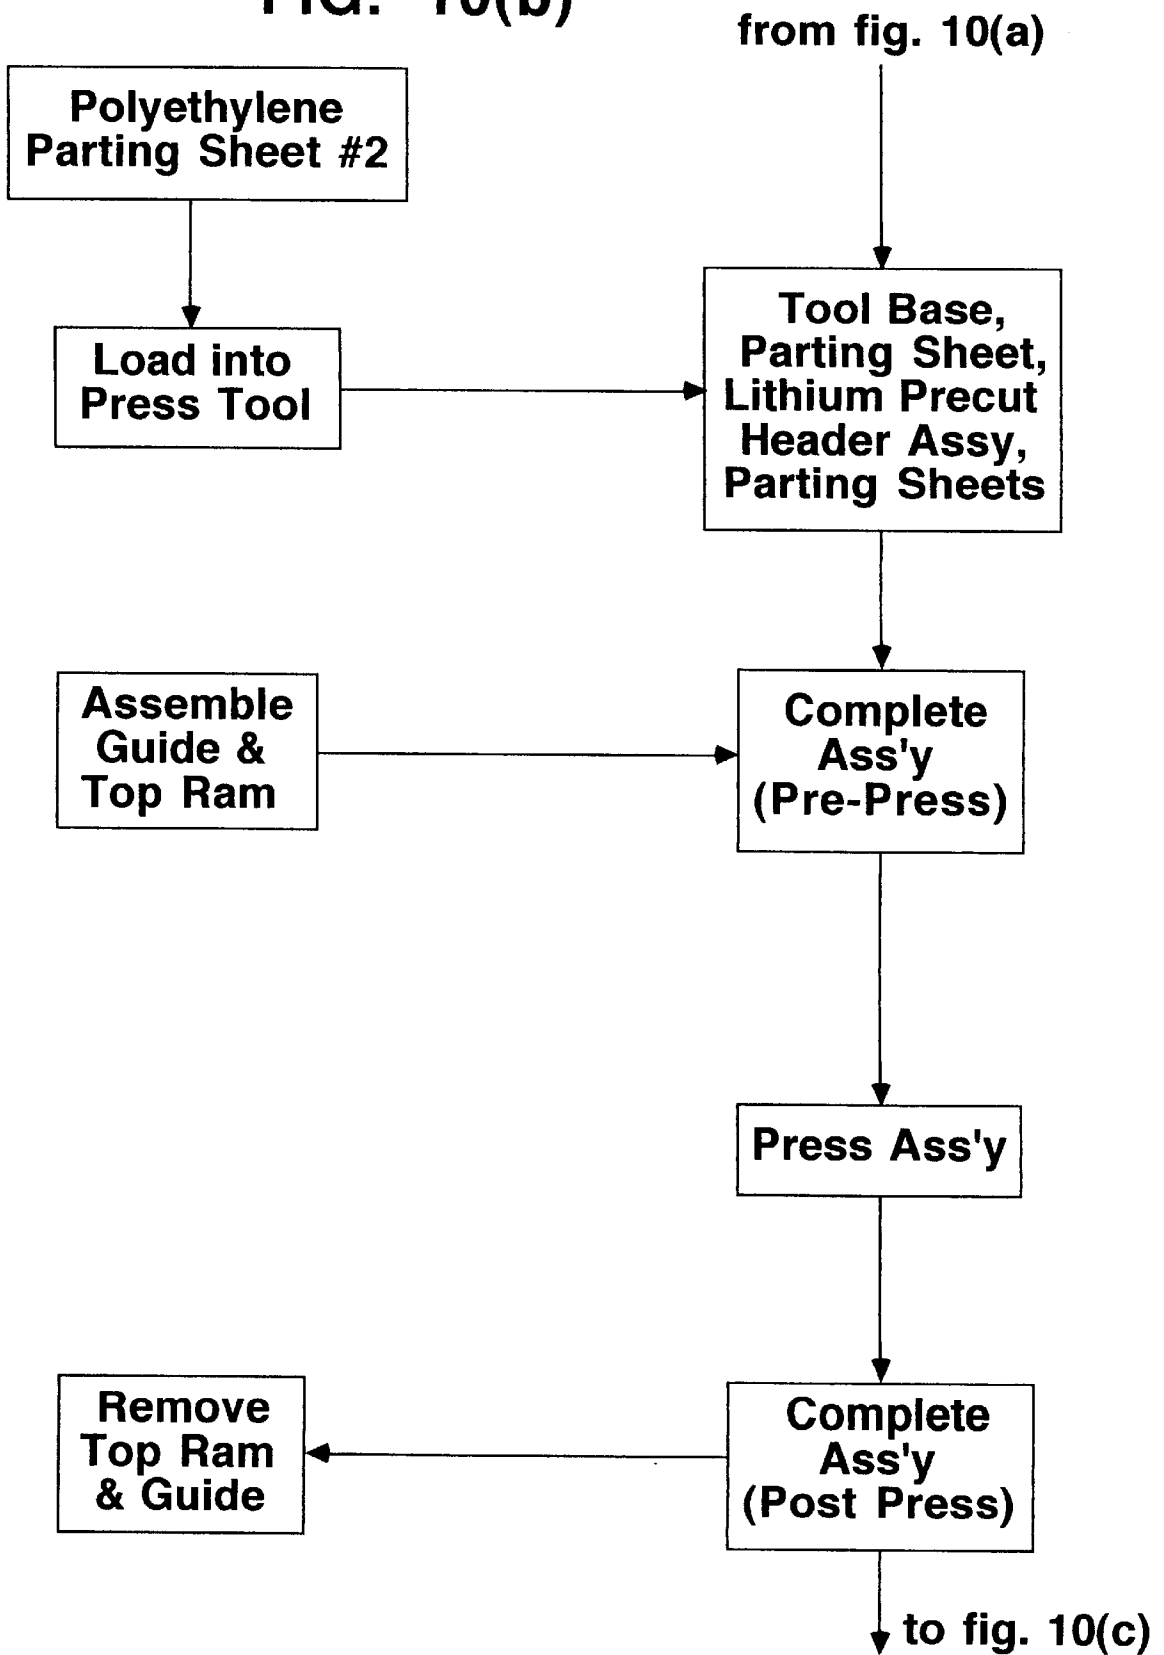 FIG. 10(b)
from fig. 10(a)
Polyethylene
Parting Sheet #2
Load into
Press Tool
Tool Base,
Parting Sheet,
Lithium Precut
Header Assy,
Parting Sheets
Assemble
Guide &
Top Ram
Complete
Ass'y
(Pre-Press)
Press Ass'y
Remove
Top Ram
& Guide
Complete
Ass'y
(Post Press)
to fig. 10(c)